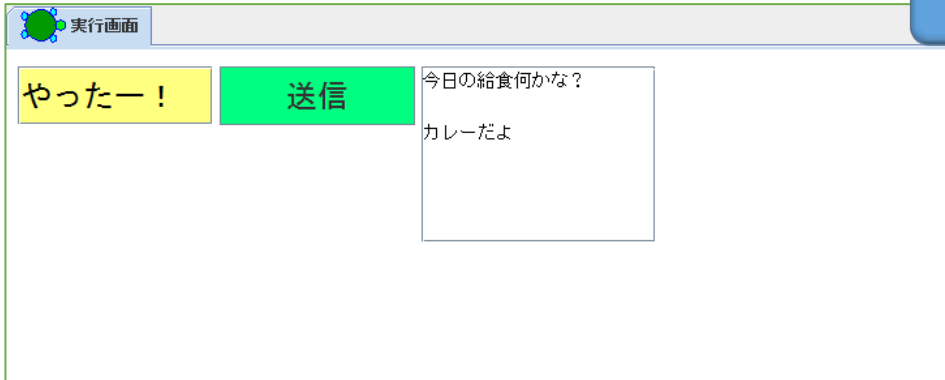 実行画面
やったー！
送信
今日の給食何かな？
カレーだよ